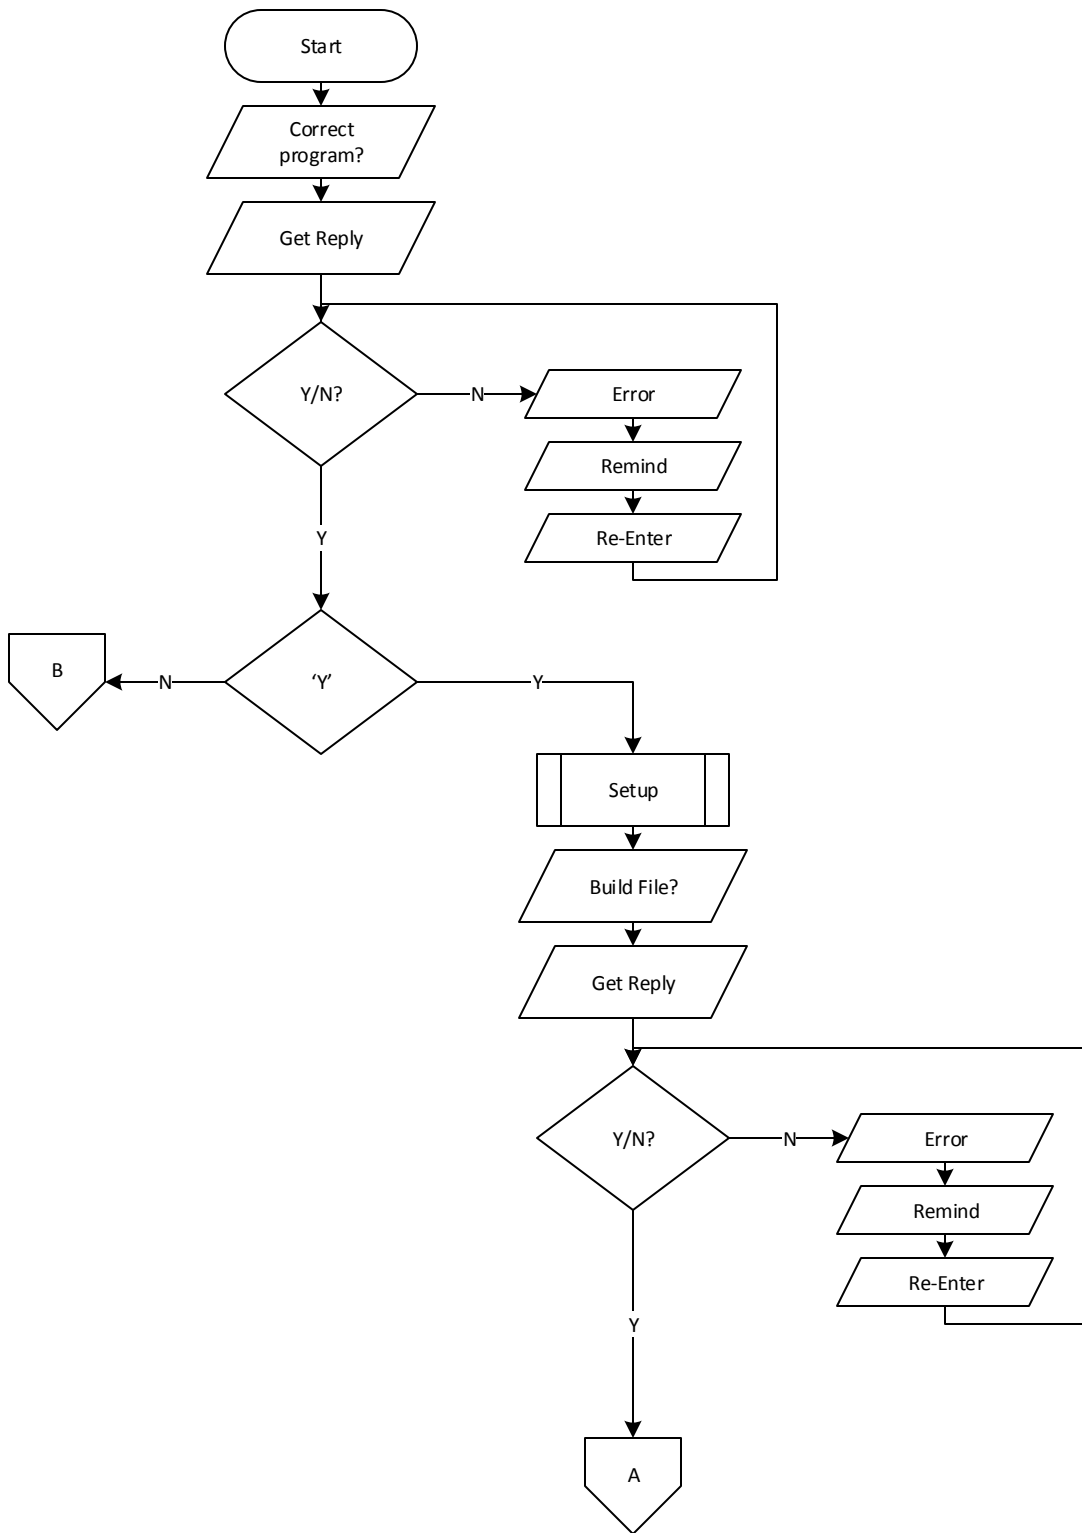 Start
Correct
program?
Get Reply
Y/N?
N
Error
Remind
Re-Enter
Y
B
N
‘Y’
Y
Setup
Build File?
Get Reply
Y/N?
N
Error
Remind
Re-Enter
Y
A